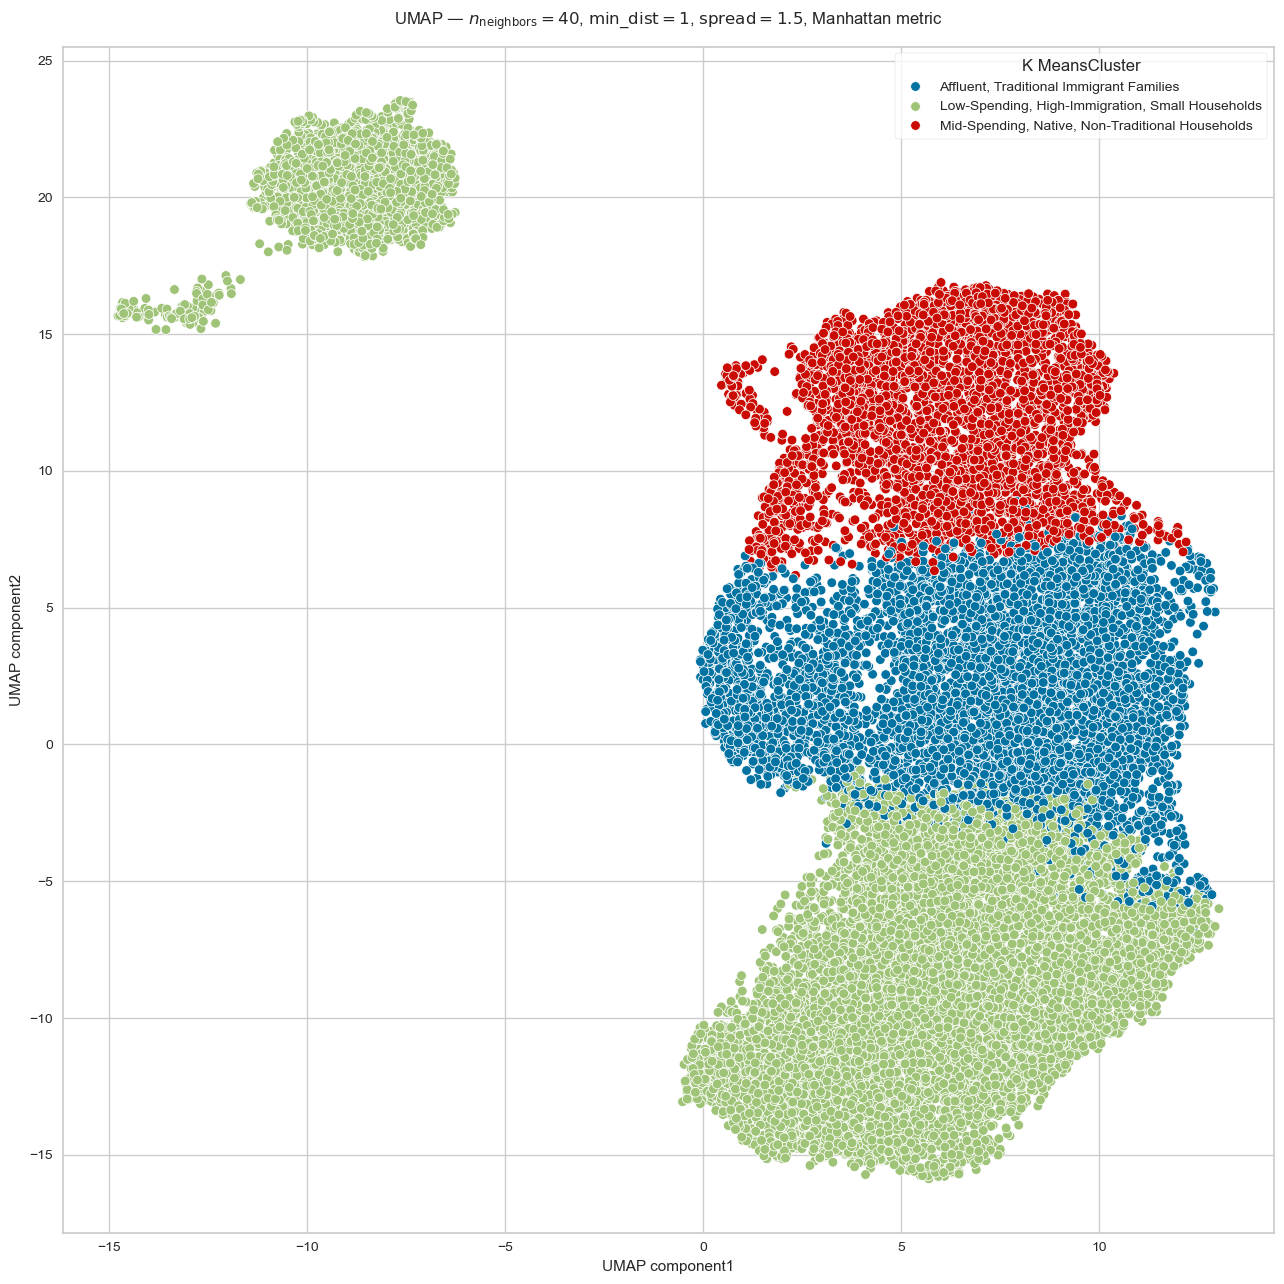 UMAP — n_neighbors = 40, min_dist = 1, spread = 1.5, Manhattan metric
K MeansCluster
Affluent, Traditional Immigrant Families
Low-Spending, High-Immigration, Small Households
Mid-Spending, Native, Non-Traditional Households
25
20
15
10
5
0
−5
−10
−15
UMAP component2
−15 −10 −5 0 5 10
UMAP component1